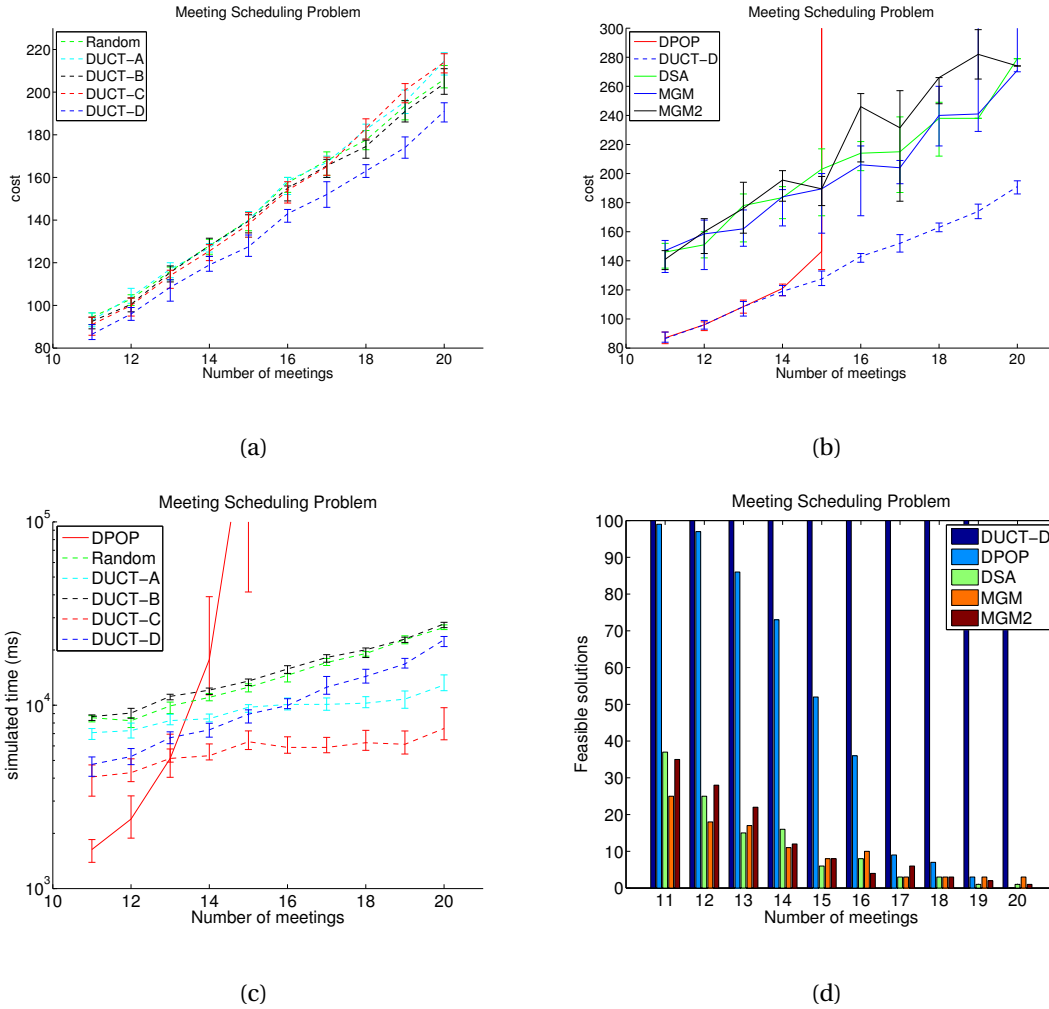 Meeting Scheduling Problem
Random
DUCT-A
DUCT-B
DUCT-C
DUCT-D
cost
220
200
180
160
140
120
100
80
10 12 14 16 18 20
Number of meetings
(a)
Meeting Scheduling Problem
DPOP
DUCT-D
DSA
MGM
MGM2
cost
300
280
260
240
220
200
180
160
140
120
100
80
10 12 14 16 18 20
Number of meetings
(b)
Meeting Scheduling Problem
DPOP
Random
DUCT-A
DUCT-B
DUCT-C
DUCT-D
simulated time (ms)
10^5
10^4
10^3
10 12 14 16 18 20
Number of meetings
(c)
Meeting Scheduling Problem
DUCT-D
DPOP
DSA
MGM
MGM2
Feasible solutions
100
90
80
70
60
50
40
30
20
10
0
11 12 13 14 15 16 17 18 19 20
Number of meetings
(d)